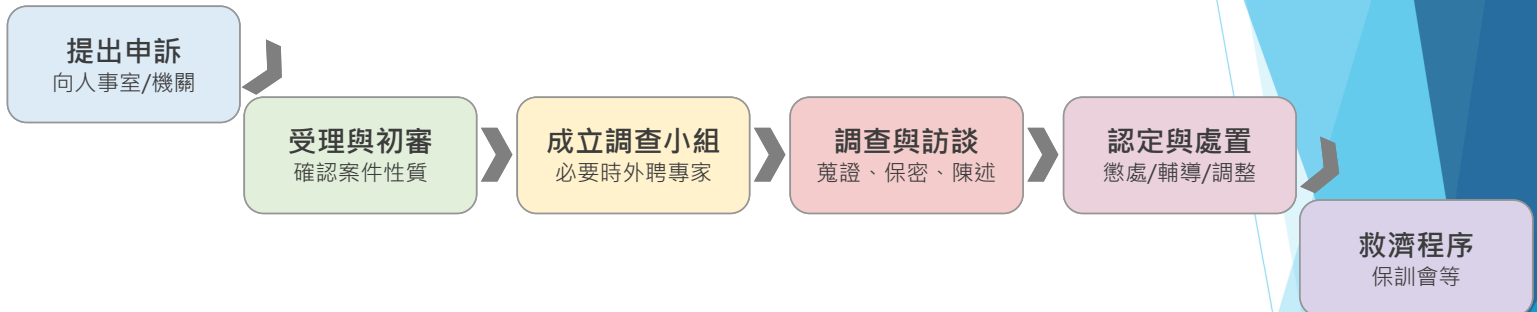 提出申訴
向人事室/機關
受理與初審
確認案件性質
成立調查小組
必要時外聘專家
調查與訪談
蒐證、保密、陳述
認定與處置
懲處/輔導/調整
救濟程序
保訓會等